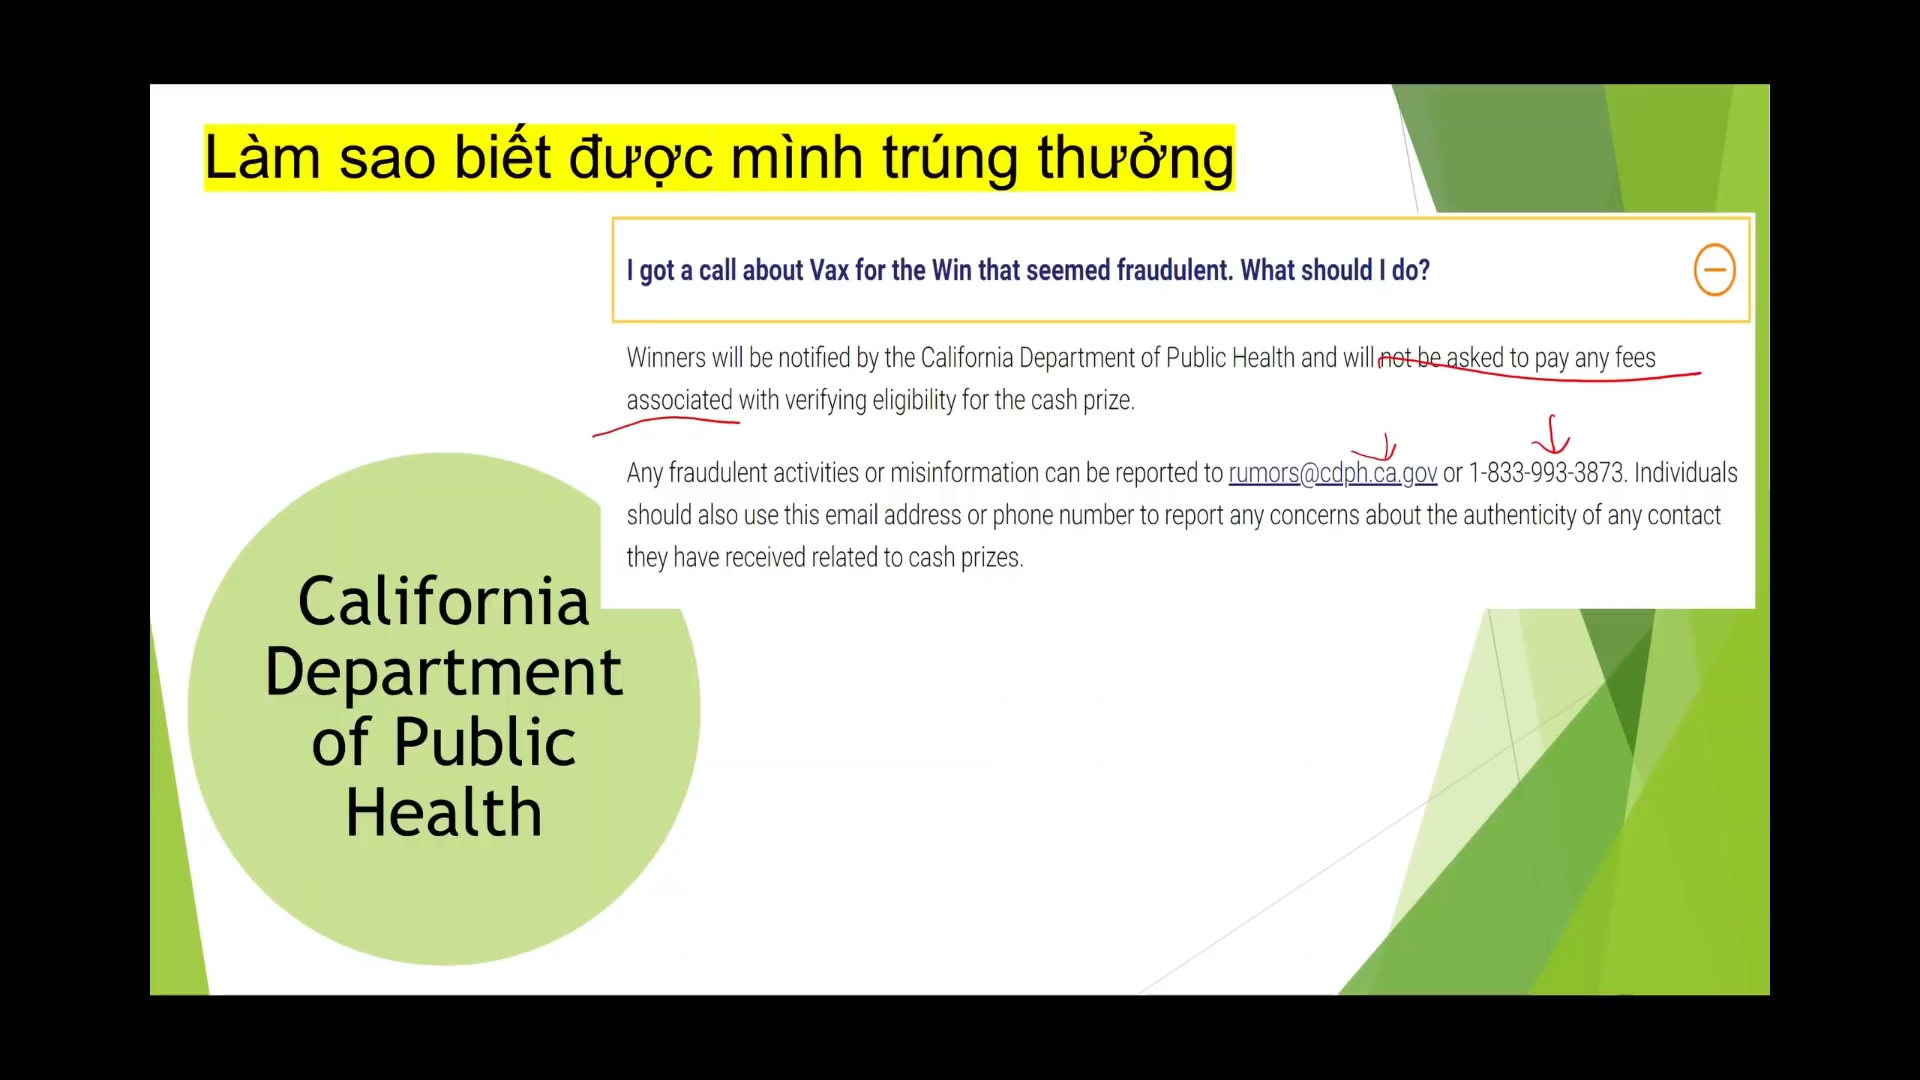 Làm sao biết được mình trúng thưởng
I got a call about Vax for the Win that seemed fraudulent. What should I do?
Winners will be notified by the California Department of Public Health and will not be asked to pay any fees
associated with verifying eligibility for the cash prize.
Any fraudulent activities or misinformation can be reported to rumors@cdph.ca.gov or 1-833-993-3873. Individuals
should also use this email address or phone number to report any concerns about the authenticity of any contact
they have received related to cash prizes.
California
Department
of Public
Health